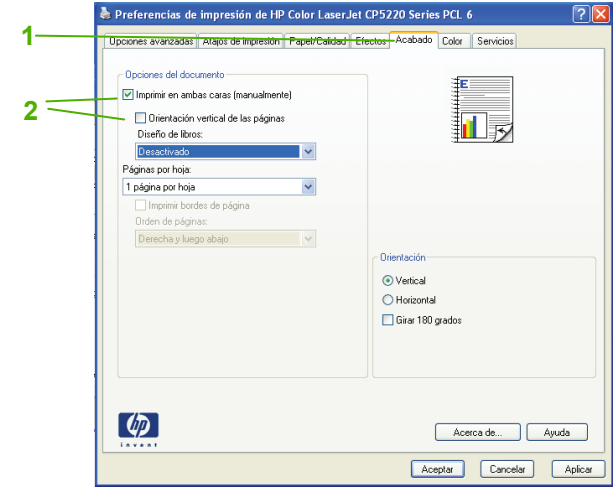 Preferencias de impresión de HP Color LaserJet CP5220 Series PCL 6
1
Opciones avanzadas
Atajos de impresión
Papel/Calidad
Efectos
Acabado
Color
Servicios
Opciones del documento
2
Imprimir en ambas caras (manualmente)
Orientación vertical de las páginas
Diseño de libros:
Desactivado
Páginas por hoja:
1 página por hoja
Imprimir bordes de página
Orden de páginas:
Derecha y luego abajo
E
Orientación
Vertical
Horizontal
Girar 180 grados
hp
invent
Acerca de...
Ayuda
Aceptar
Cancelar
Aplicar